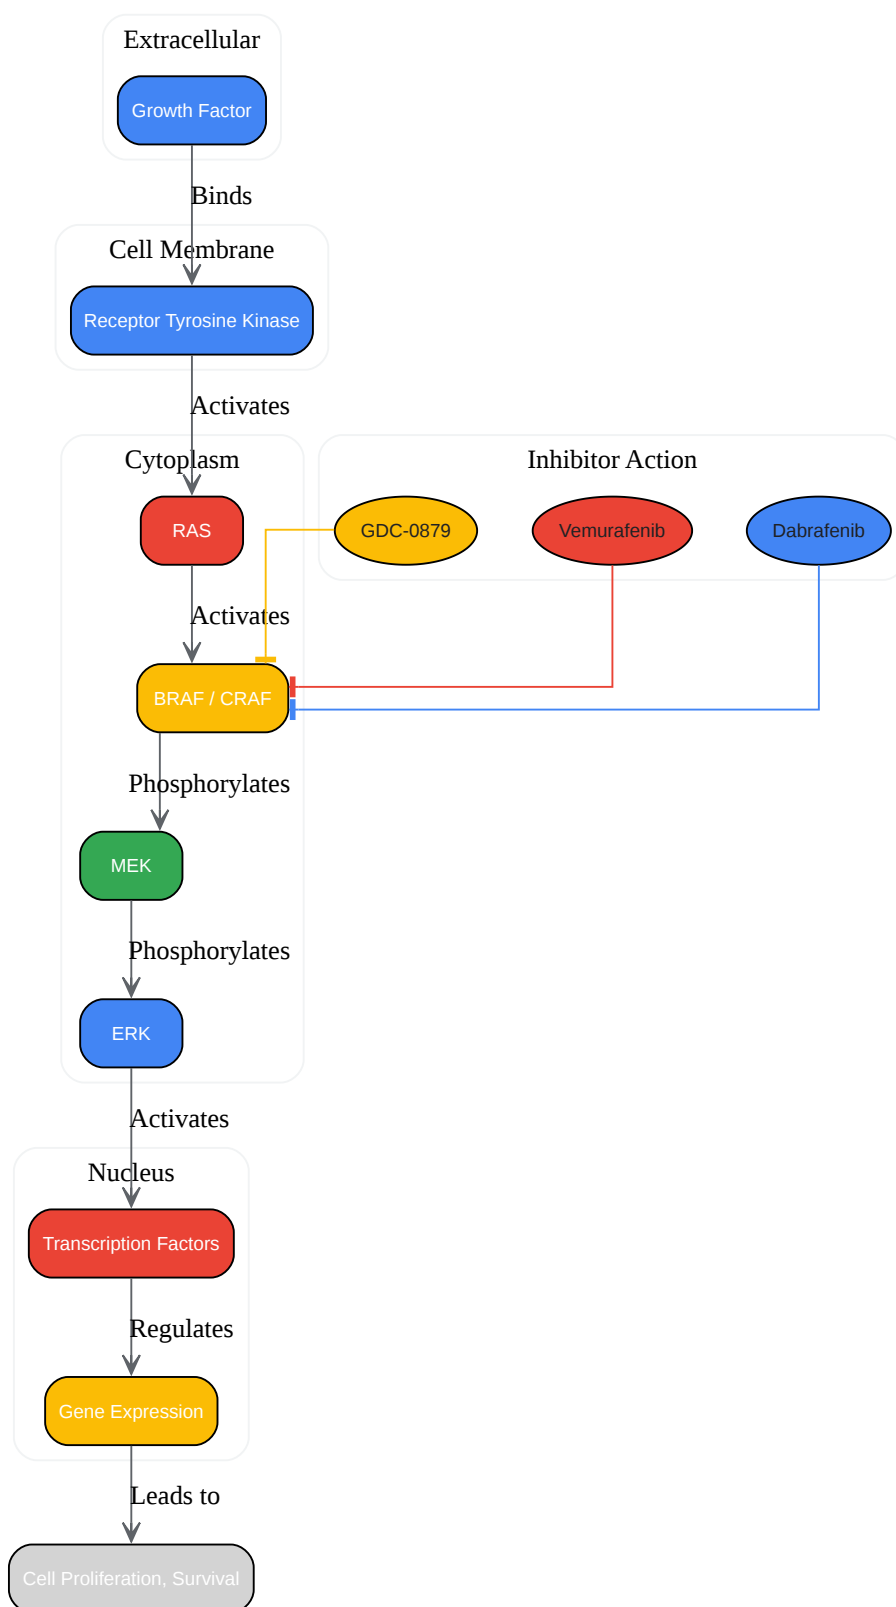 Extracellular
Growth Factor
Binds
Cell Membrane
Receptor Tyrosine Kinase
Activates
Cytoplasm
Inhibitor Action
RAS
GDC-0879
Vemurafenib
Dabrafenib
Activates
BRAF / CRAF
Phosphorylates
MEK
Phosphorylates
ERK
Activates
Nucleus
Transcription Factors
Regulates
Gene Expression
Leads to
Cell Proliferation, Survival